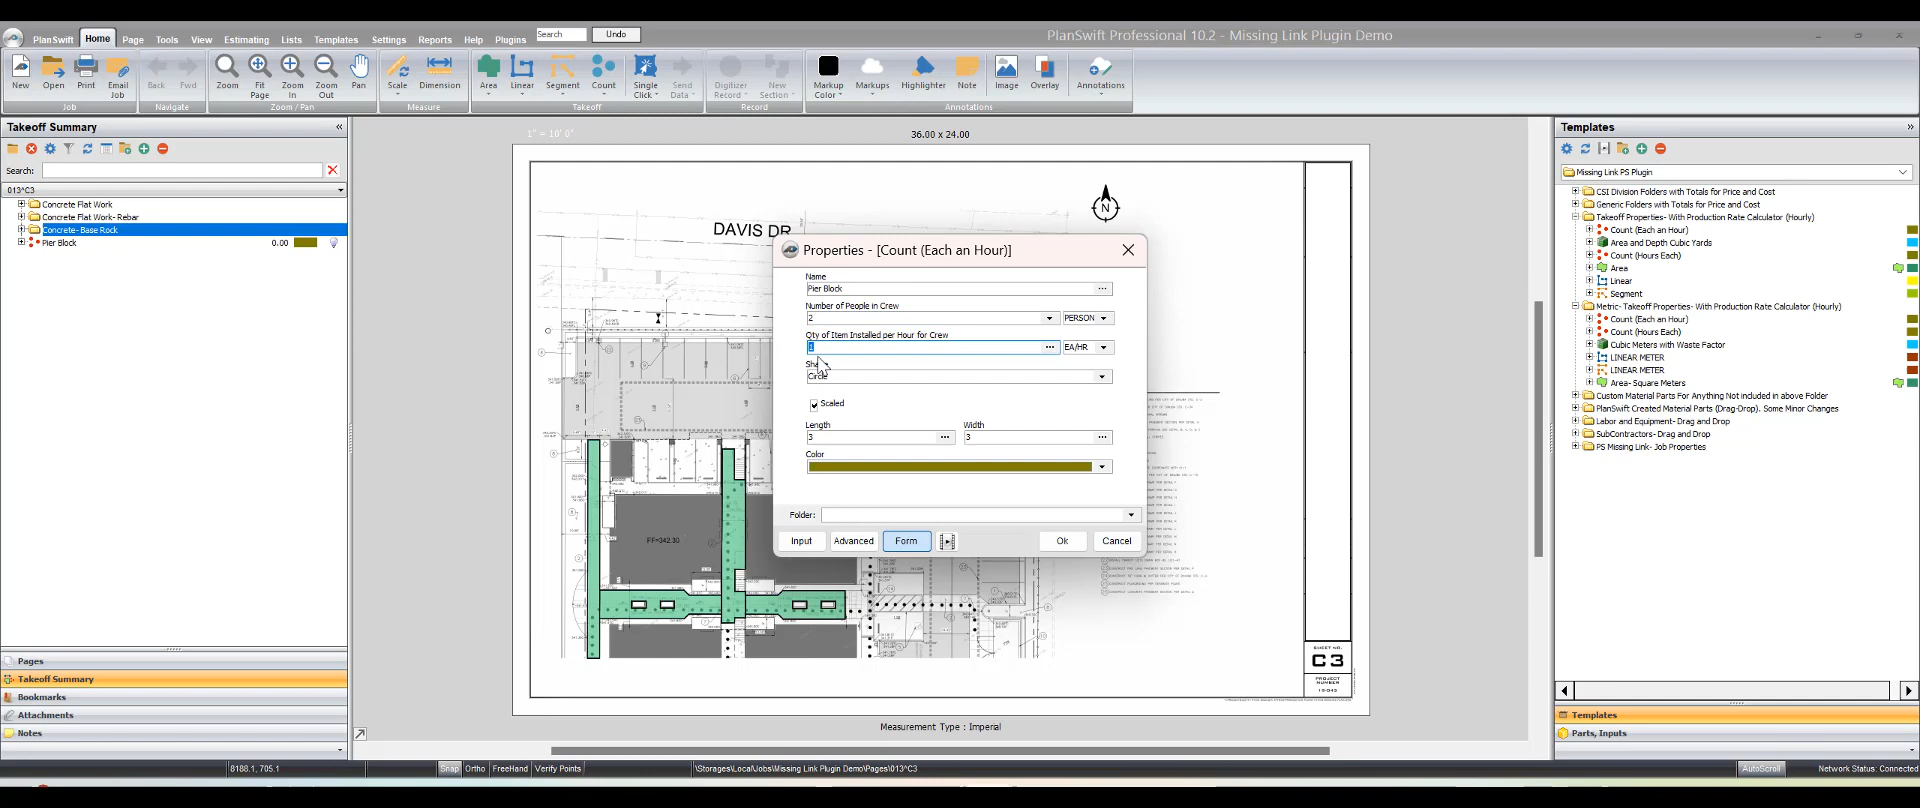 PlanSwift Home Page Tools View Estimating Lists Templates Settings Reports Help Plugins Search Undo PlanSwift Professional 10.2 - Missing Link Plugin Demo
New Open Print Email Job Back Fwd Zoom Fit Page Zoom In Zoom Out Pan Scale Dimension Area Linear Segment Count Single Click Send Data Digitizer Record New Section Markup Color Markups Highlighter Note Image Overlay Annotations
Job Navigate Zoom / Pan Measure Takeoff Record Annotations
Takeoff Summary
Search:
013^C3
Concrete Flat Work
Concrete Flat Work- Rebar
Concrete- Base Rock
Pier Block 0.00
Pages
Takeoff Summary
Bookmarks
Attachments
Notes
1" = 10' 0"
36.00 x 24.00
N
DAVIS DR
FF=342.30
SHEET NO.
C3
PROJECT
NUMBER
Measurement Type : Imperial
Properties - [Count (Each an Hour)]
Name
Pier Block
Number of People in Crew
2 PERSON
Qty of Item Installed per Hour for Crew
1 EA/HR
Circle
Scaled
Length Width
3 3
Color
Folder:
Input Advanced Form Ok Cancel
Templates
Missing Link PS Plugin
CSI Division Folders with Totals for Price and Cost
Generic Folders with Totals for Price and Cost
Takeoff Properties- With Production Rate Calculator (Hourly)
Count (Each an Hour)
Area and Depth Cubic Yards
Count (Hours Each)
Area
Linear
Segment
Metric- Takeoff Properties- With Production Rate Calculator (Hourly)
Count (Each an Hour)
Count (Hours Each)
Cubic Meters with Waste Factor
LINEAR METER
LINEAR METER
Area- Square Meters
Custom Material Parts For Anything Not included in above Folder
PlanSwift Created Material Parts (Drag-Drop). Some Minor Changes
Labor and Equipment- Drag and Drop
SubContractors- Drag and Drop
PS Missing Link- Job Properties
Templates
Parts, Inputs
8188.1, 705.1 Snap Ortho FreeHand Verify Points \Storages\Local\Jobs\Missing Link Plugin Demo\Pages\013^C3 AutoScroll Network Status: Connected